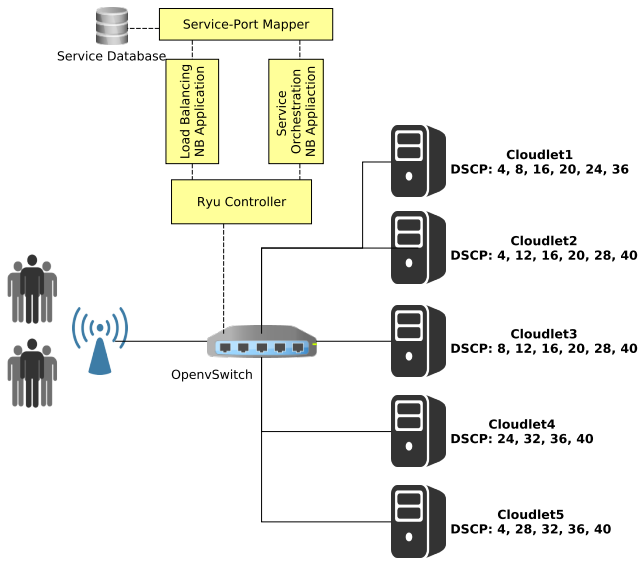 Service-Port Mapper
Service Database
Load Balancing
NB Application
Service
Orchestration
NB Appliaction
Ryu Controller
Cloudlet1
DSCP: 4, 8, 16, 20, 24, 36
Cloudlet2
DSCP: 4, 12, 16, 20, 28, 40
Cloudlet3
DSCP: 8, 12, 16, 20, 28, 40
OpenvSwitch
Cloudlet4
DSCP: 24, 32, 36, 40
Cloudlet5
DSCP: 4, 28, 32, 36, 40